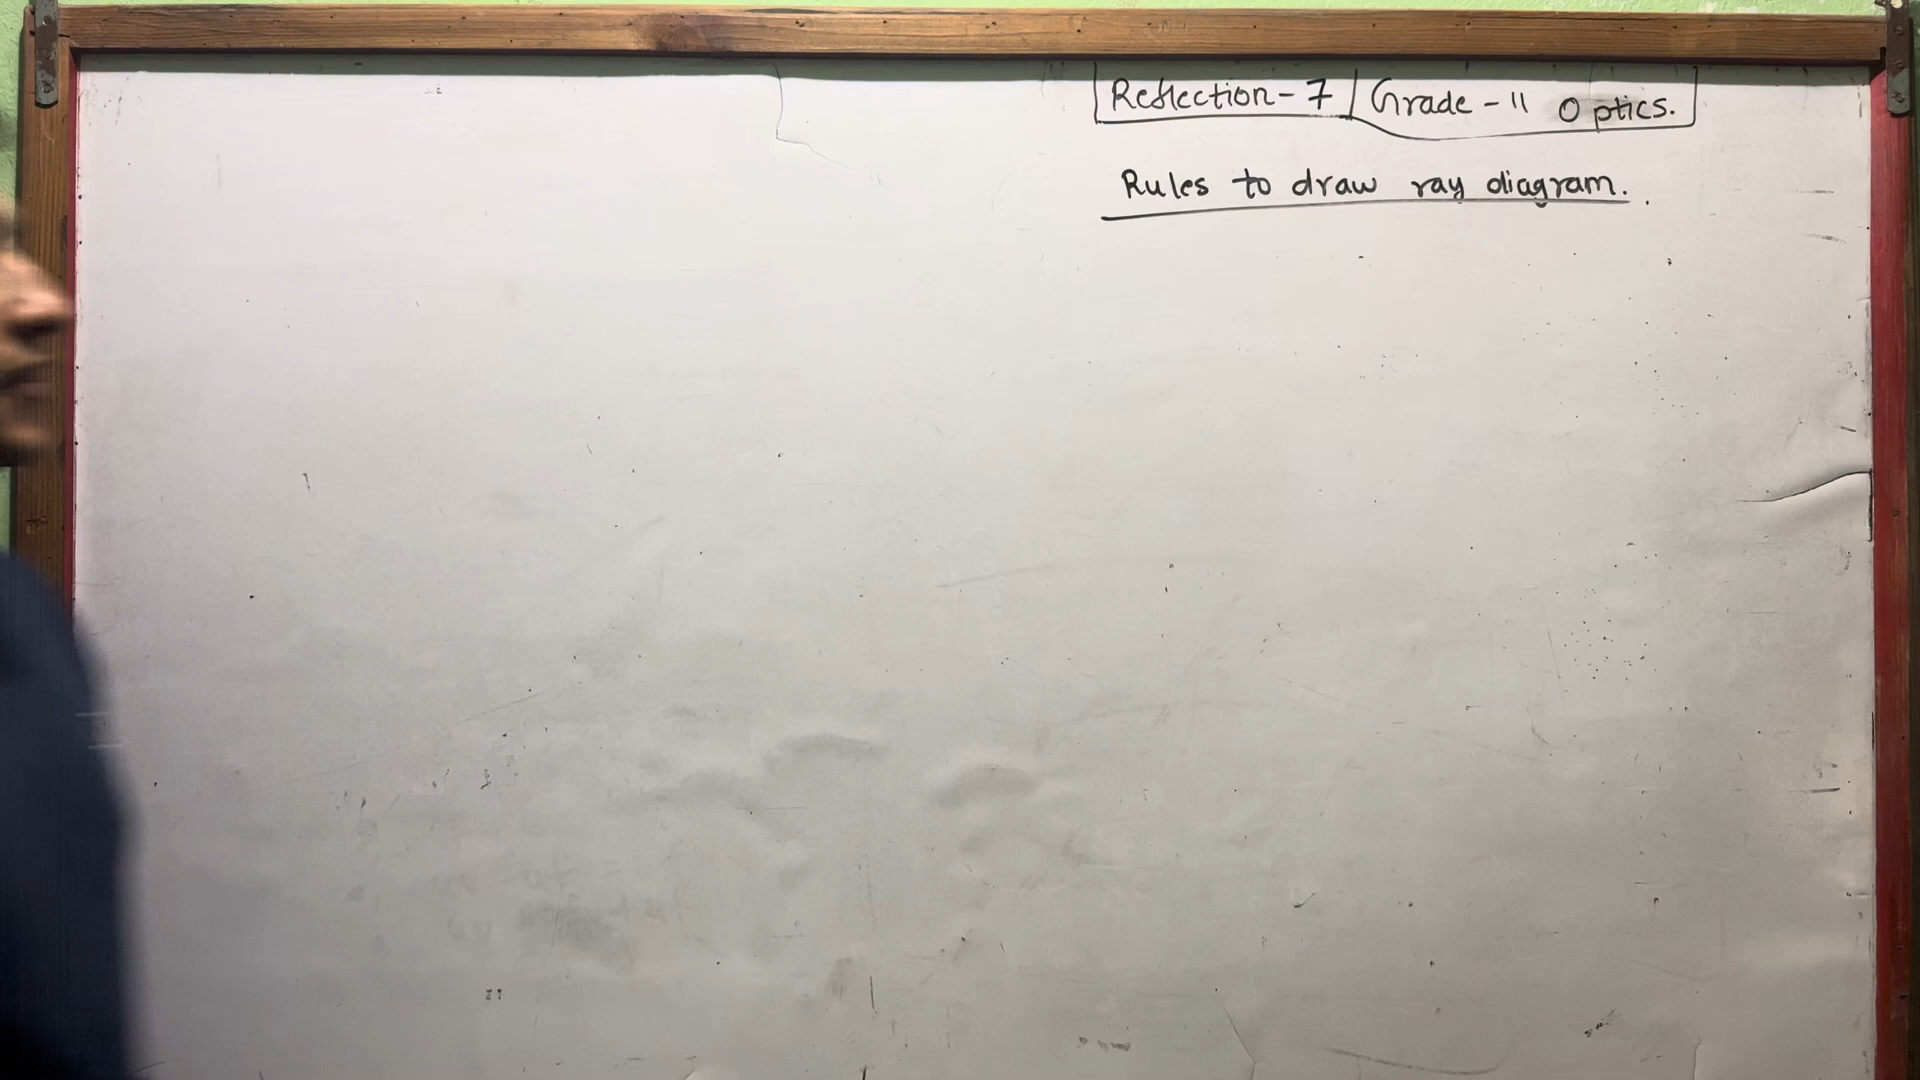 Reflection - 7 Grade - 11 Optics.
Rules to draw ray diagram.